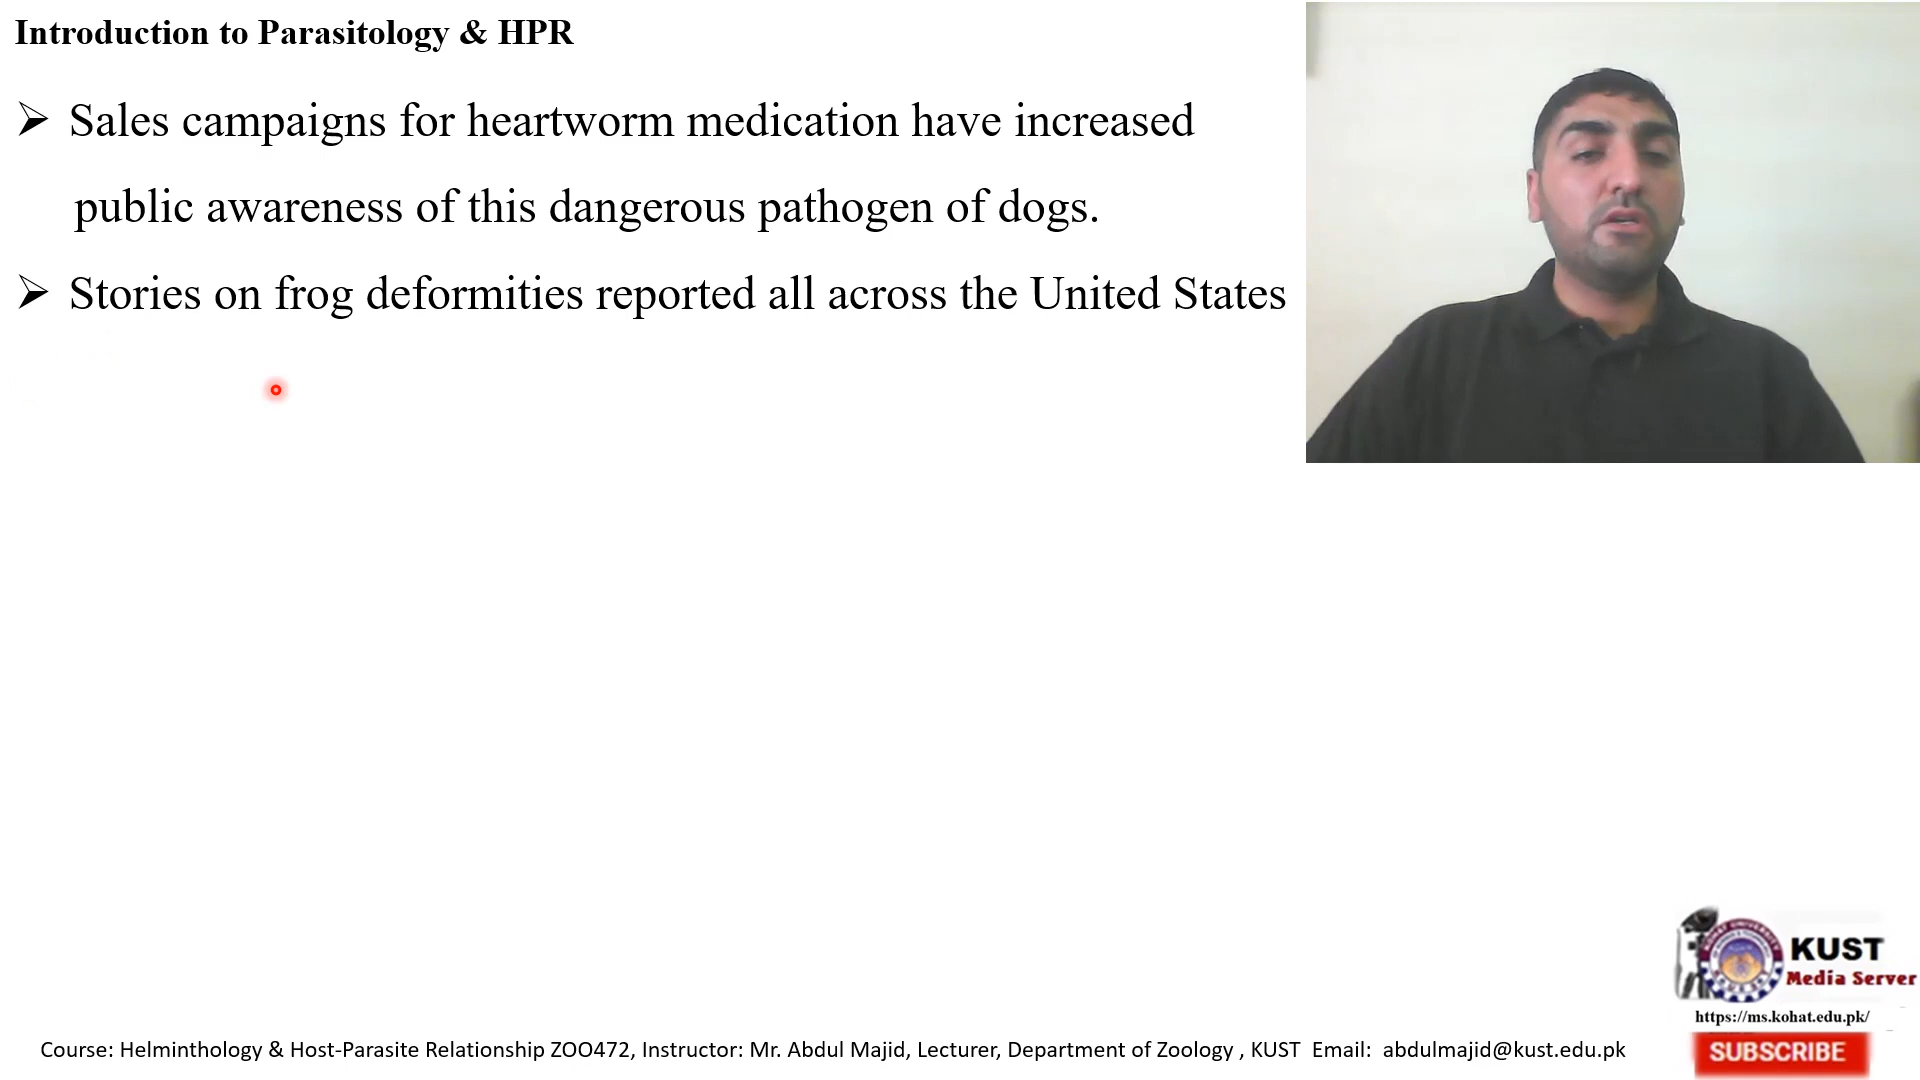 Introduction to Parasitology & HPR
➢ Sales campaigns for heartworm medication have increased
public awareness of this dangerous pathogen of dogs.
➢ Stories on frog deformities reported all across the United States
KUST
Media Server
https://ms.kohat.edu.pk/
SUBSCRIBE
Course: Helminthology & Host-Parasite Relationship ZOO472, Instructor: Mr. Abdul Majid, Lecturer, Department of Zoology , KUST Email: abdulmajid@kust.edu.pk